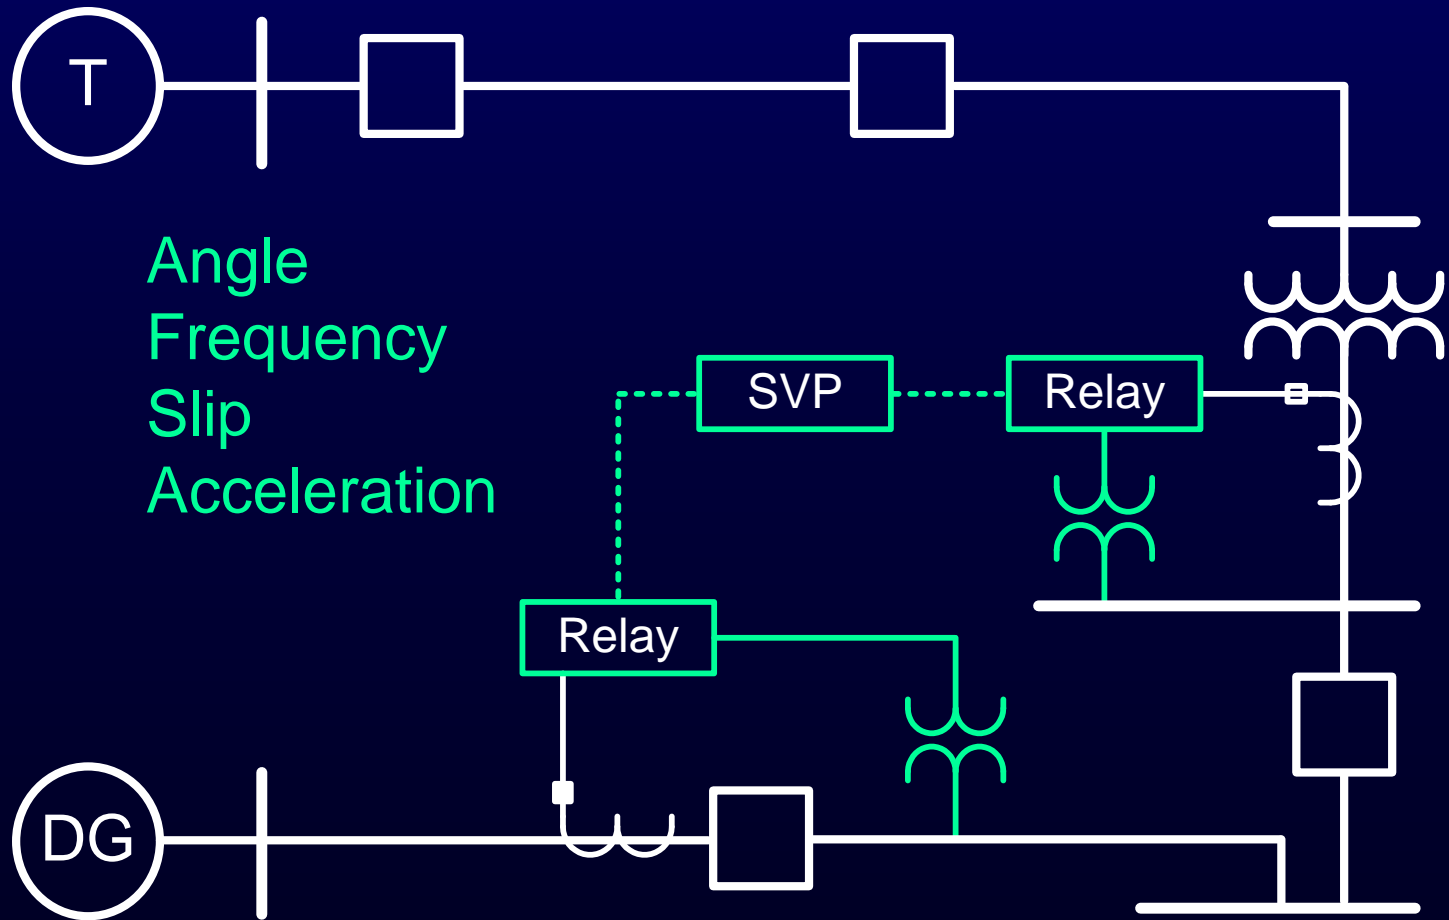 T
Angle
Frequency
Slip
Acceleration
SVP
Relay
Relay
DG